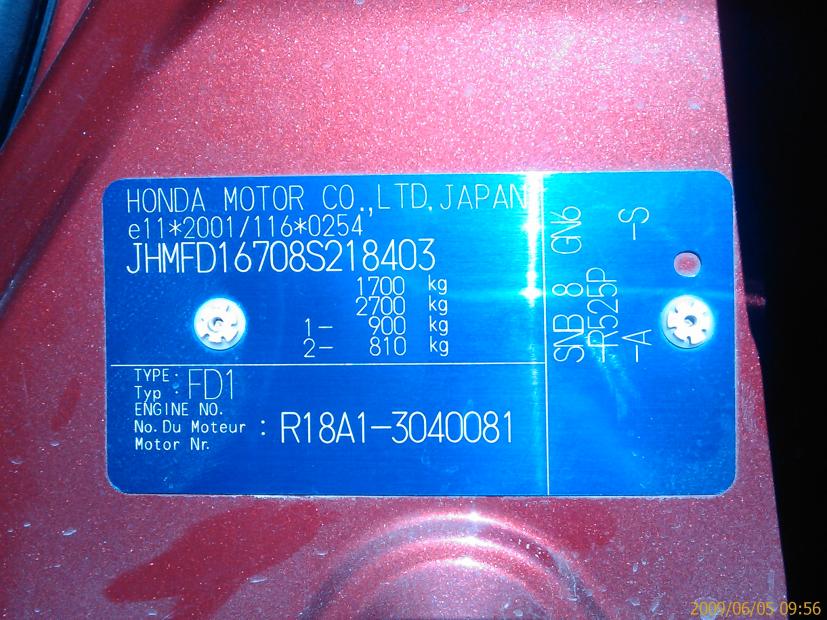 HONDA MOTOR CO.,LTD.JAPAN
e11*2001/116*0254
JHMFD16708S218403
1700 kg
2700 kg
1- 900 kg
2- 810 kg
TYPE:
Typ : FD1
ENGINE NO.
No.Du Moteur : R18A1-3040081
Motor Nr.
SNB 8 GN6
-R525P
-A -S
2009/06/05 09:56